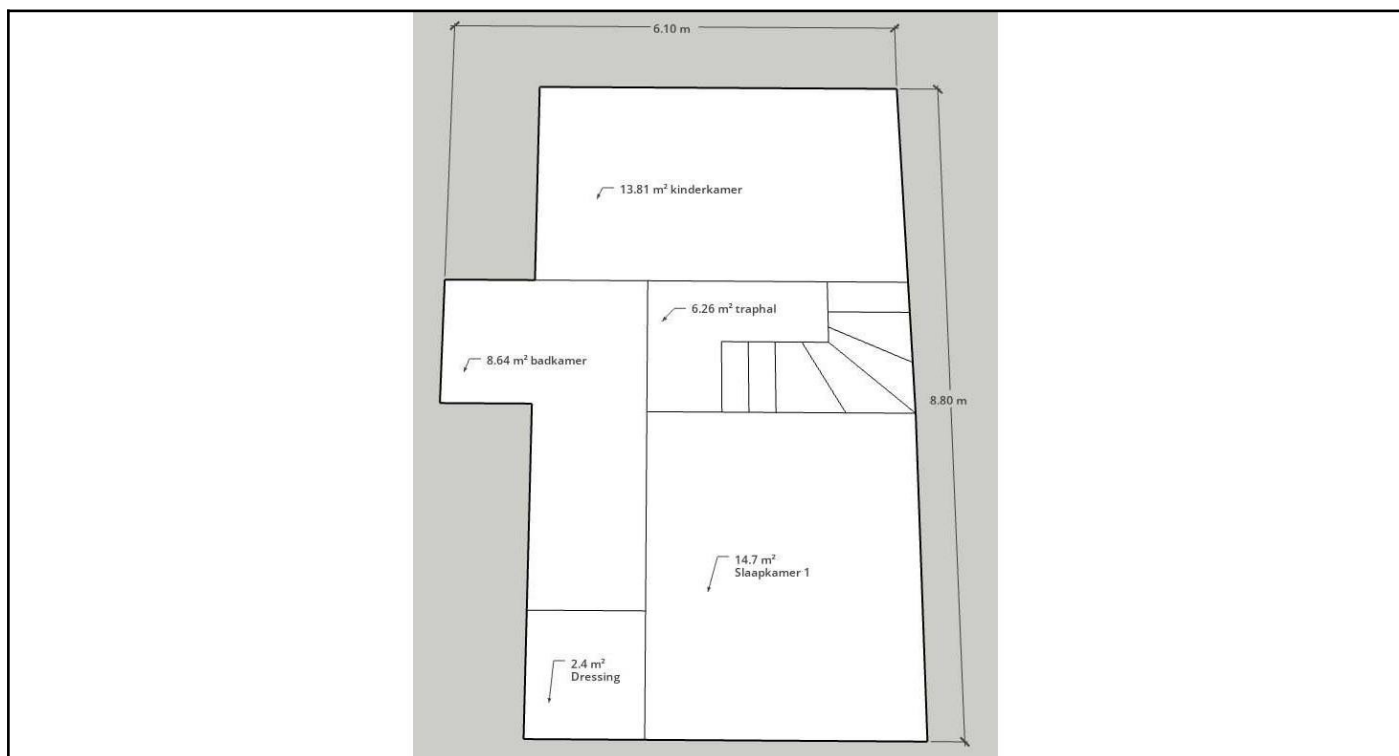 6.10 m
13.81 m² kinderkamer
6.26 m² traphal
8.64 m² badkamer
8.80 m
14.7 m²
Slaapkamer 1
2.4 m²
Dressing